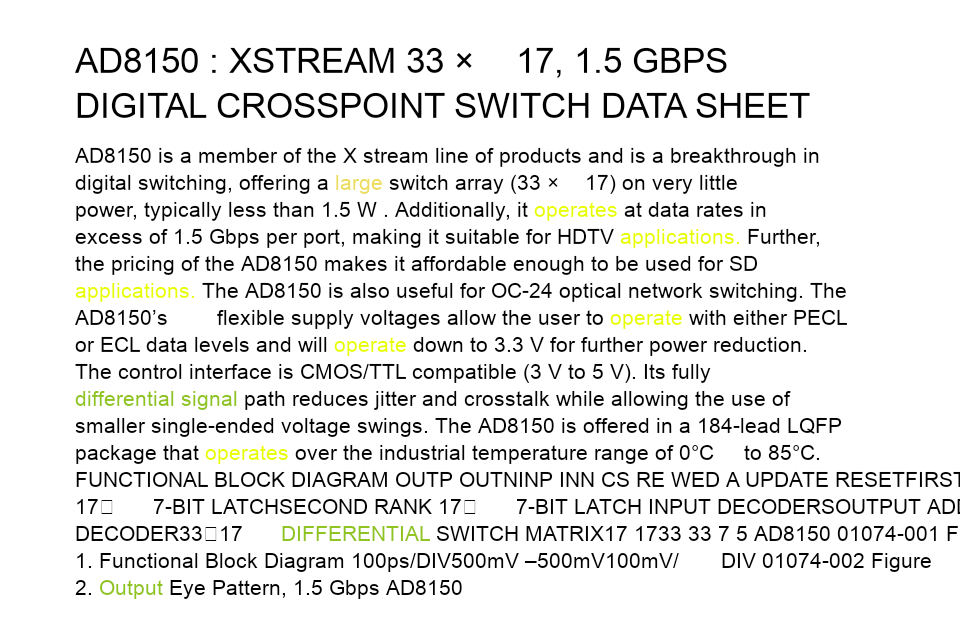 AD8150 : XSTREAM 33 × 17, 1.5 GBPS
DIGITAL CROSSPOINT SWITCH DATA SHEET
AD8150 is a member of the X stream line of products and is a breakthrough in
digital switching, offering a large switch array (33 × 17) on very little
power, typically less than 1.5 W . Additionally, it operates at data rates in
excess of 1.5 Gbps per port, making it suitable for HDTV applications. Further,
the pricing of the AD8150 makes it affordable enough to be used for SD
applications. The AD8150 is also useful for OC-24 optical network switching. The
AD8150’s flexible supply voltages allow the user to operate with either PECL
or ECL data levels and will operate down to 3.3 V for further power reduction.
The control interface is CMOS/TTL compatible (3 V to 5 V). Its fully
differential signal path reduces jitter and crosstalk while allowing the use of
smaller single-ended voltage swings. The AD8150 is offered in a 184-lead LQFP
package that operates over the industrial temperature range of 0°C to 85°C.
FUNCTIONAL BLOCK DIAGRAM OUTP OUTNINP INN CS RE WED A UPDATE RESETFIRST
17 7-BIT LATCHSECOND RANK 17 7-BIT LATCH INPUT DECODERSOUTPUT ADD
DECODER33 17 DIFFERENTIAL SWITCH MATRIX17 1733 33 7 5 AD8150 01074-001 F
1. Functional Block Diagram 100ps/DIV500mV –500mV100mV/ DIV 01074-002 Figure
2. Output Eye Pattern, 1.5 Gbps AD8150